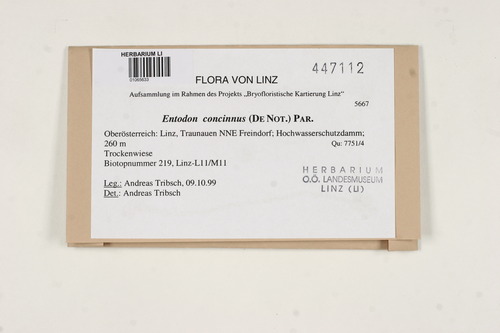 HERBARIUM LI
01065633
447112
FLORA VON LINZ
Aufsammlung im Rahmen des Projekts „Bryofloristische Kartierung Linz“
5667
Entodon concinnus (DE NOT.) PAR.
Oberösterreich: Linz, Traunauen NNE Freindorf; Hochwasserschutzdamm;
260 m Qu: 7751/4
Trockenwiese
Biotopnummer 219, Linz-L11/M11
Leg.: Andreas Tribsch, 09.10.99
Det.: Andreas Tribsch
HERBARIUM
O.Ö. LANDESMUSEUM
LINZ (LI)